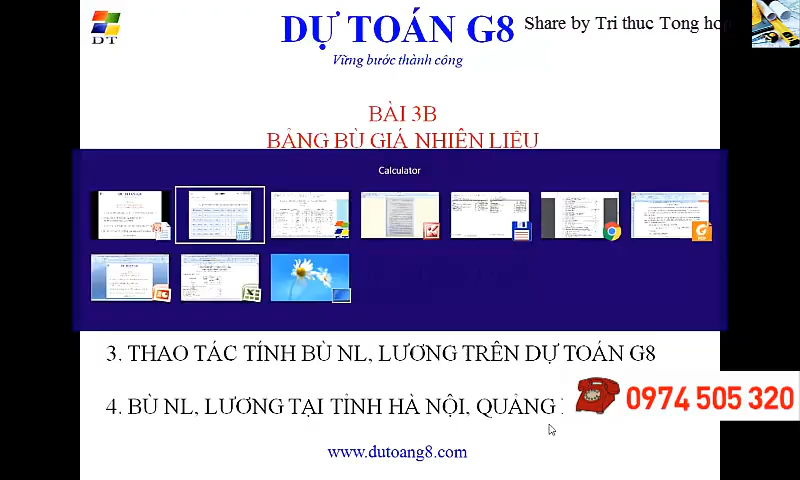 DT
DỰ TOÁN G8
Share by Tri thuc Tong hop
Vững bước thành công
BÀI 3B
BẢNG BÙ GIÁ NHIÊN LIỆU
Calculator
3. THAO TÁC TÍNH BÙ NL, LƯƠNG TRÊN DỰ TOÁN G8
4. BÙ NL, LƯƠNG TẠI TỈNH HÀ NỘI, QUẢNG
0974 505 320
www.dutoang8.com